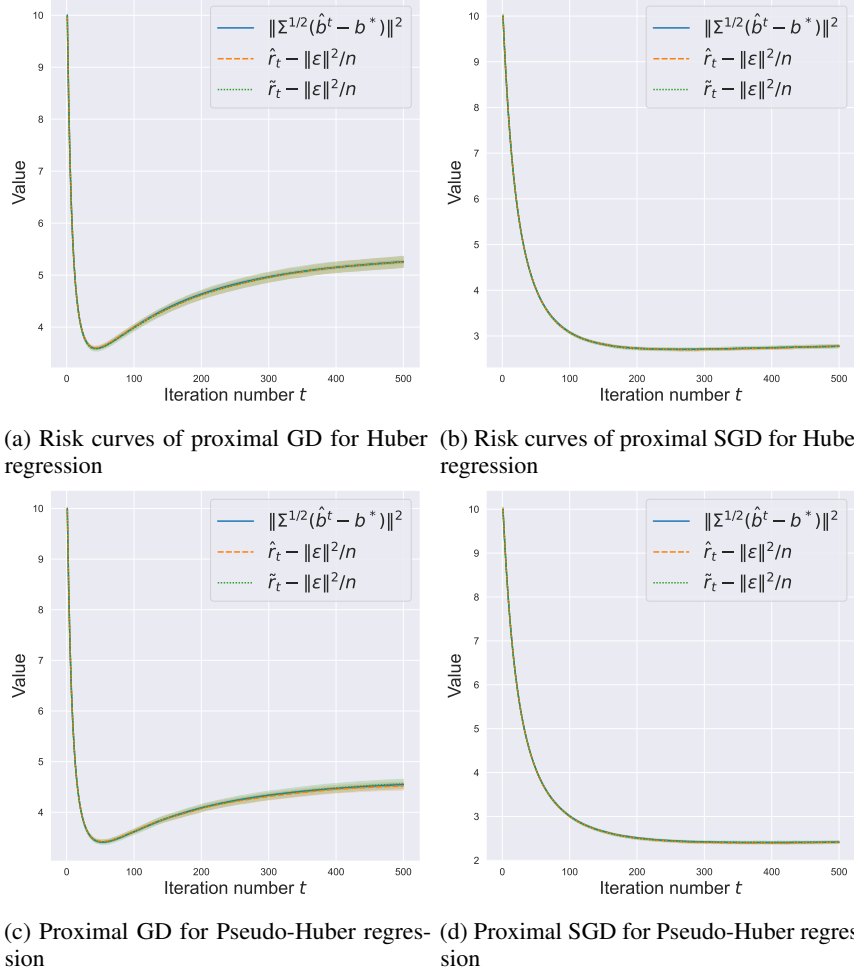 10
9
8
7
6
5
4
Value
‖Σ^{1/2}(b̂^t − b*)‖²
r̂_t − ‖ε‖²/n
r̃_t − ‖ε‖²/n
0 100 200 300 400 500
Iteration number t
10
9
8
7
6
5
4
3
Value
‖Σ^{1/2}(b̂^t − b*)‖²
r̂_t − ‖ε‖²/n
r̃_t − ‖ε‖²/n
0 100 200 300 400 500
Iteration number t
(a) Risk curves of proximal GD for Huber
regression
(b) Risk curves of proximal SGD for Hube
regression
10
9
8
7
6
5
4
Value
‖Σ^{1/2}(b̂^t − b*)‖²
r̂_t − ‖ε‖²/n
r̃_t − ‖ε‖²/n
0 100 200 300 400 500
Iteration number t
10
9
8
7
6
5
4
3
2
Value
‖Σ^{1/2}(b̂^t − b*)‖²
r̂_t − ‖ε‖²/n
r̃_t − ‖ε‖²/n
0 100 200 300 400 500
Iteration number t
(c) Proximal GD for Pseudo-Huber regres-
sion
(d) Proximal SGD for Pseudo-Huber regres
sion